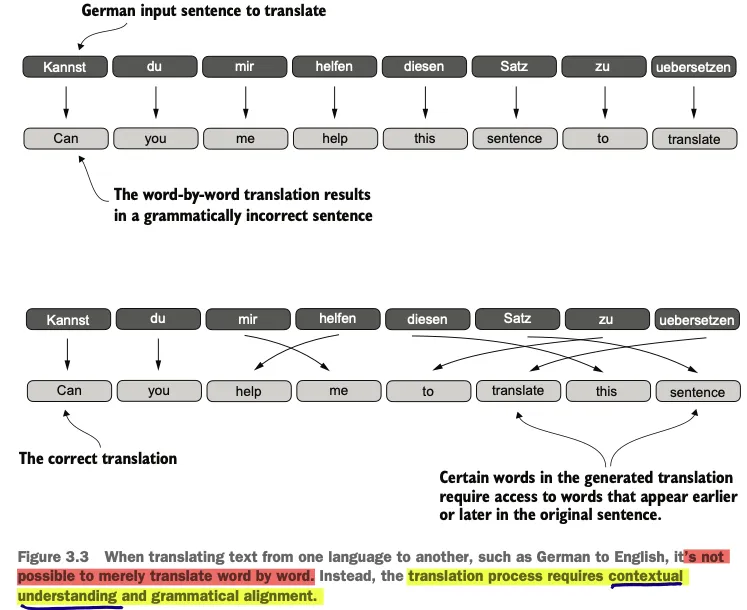 German input sentence to translate
Kannst du mir helfen diesen Satz zu uebersetzen
Can you me help this sentence to translate
The word-by-word translation results
in a grammatically incorrect sentence
Kannst du mir helfen diesen Satz zu uebersetzen
Can you help me to translate this sentence
The correct translation
Certain words in the generated translation
require access to words that appear earlier
or later in the original sentence.
Figure 3.3 When translating text from one language to another, such as German to English, it's not
possible to merely translate word by word. Instead, the translation process requires contextual
understanding and grammatical alignment.